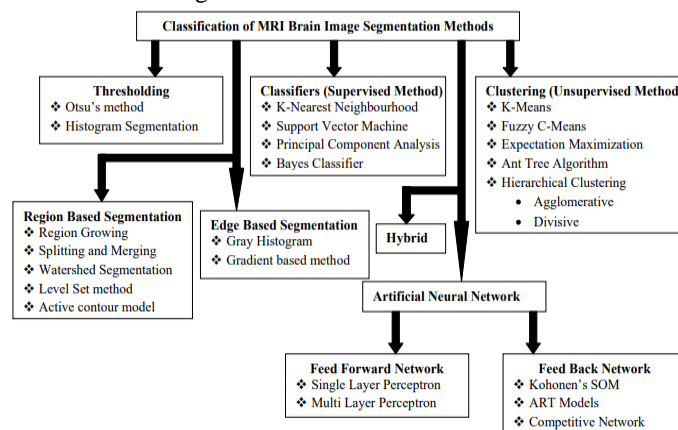 Classification of MRI Brain Image Segmentation Methods
Thresholding
❖ Otsu's method
❖ Histogram Segmentation
Classifiers (Supervised Method)
❖ K-Nearest Neighbourhood
❖ Support Vector Machine
❖ Principal Component Analysis
❖ Bayes Classifier
Clustering (Unsupervised Method
❖ K-Means
❖ Fuzzy C-Means
❖ Expectation Maximization
❖ Ant Tree Algorithm
❖ Hierarchical Clustering
• Agglomerative
• Divisive
Region Based Segmentation
❖ Region Growing
❖ Splitting and Merging
❖ Watershed Segmentation
❖ Level Set method
❖ Active contour model
Edge Based Segmentation
❖ Gray Histogram
❖ Gradient based method
Hybrid
Artificial Neural Network
Feed Forward Network
❖ Single Layer Perceptron
❖ Multi Layer Perceptron
Feed Back Network
❖ Kohonen's SOM
❖ ART Models
❖ Competitive Network